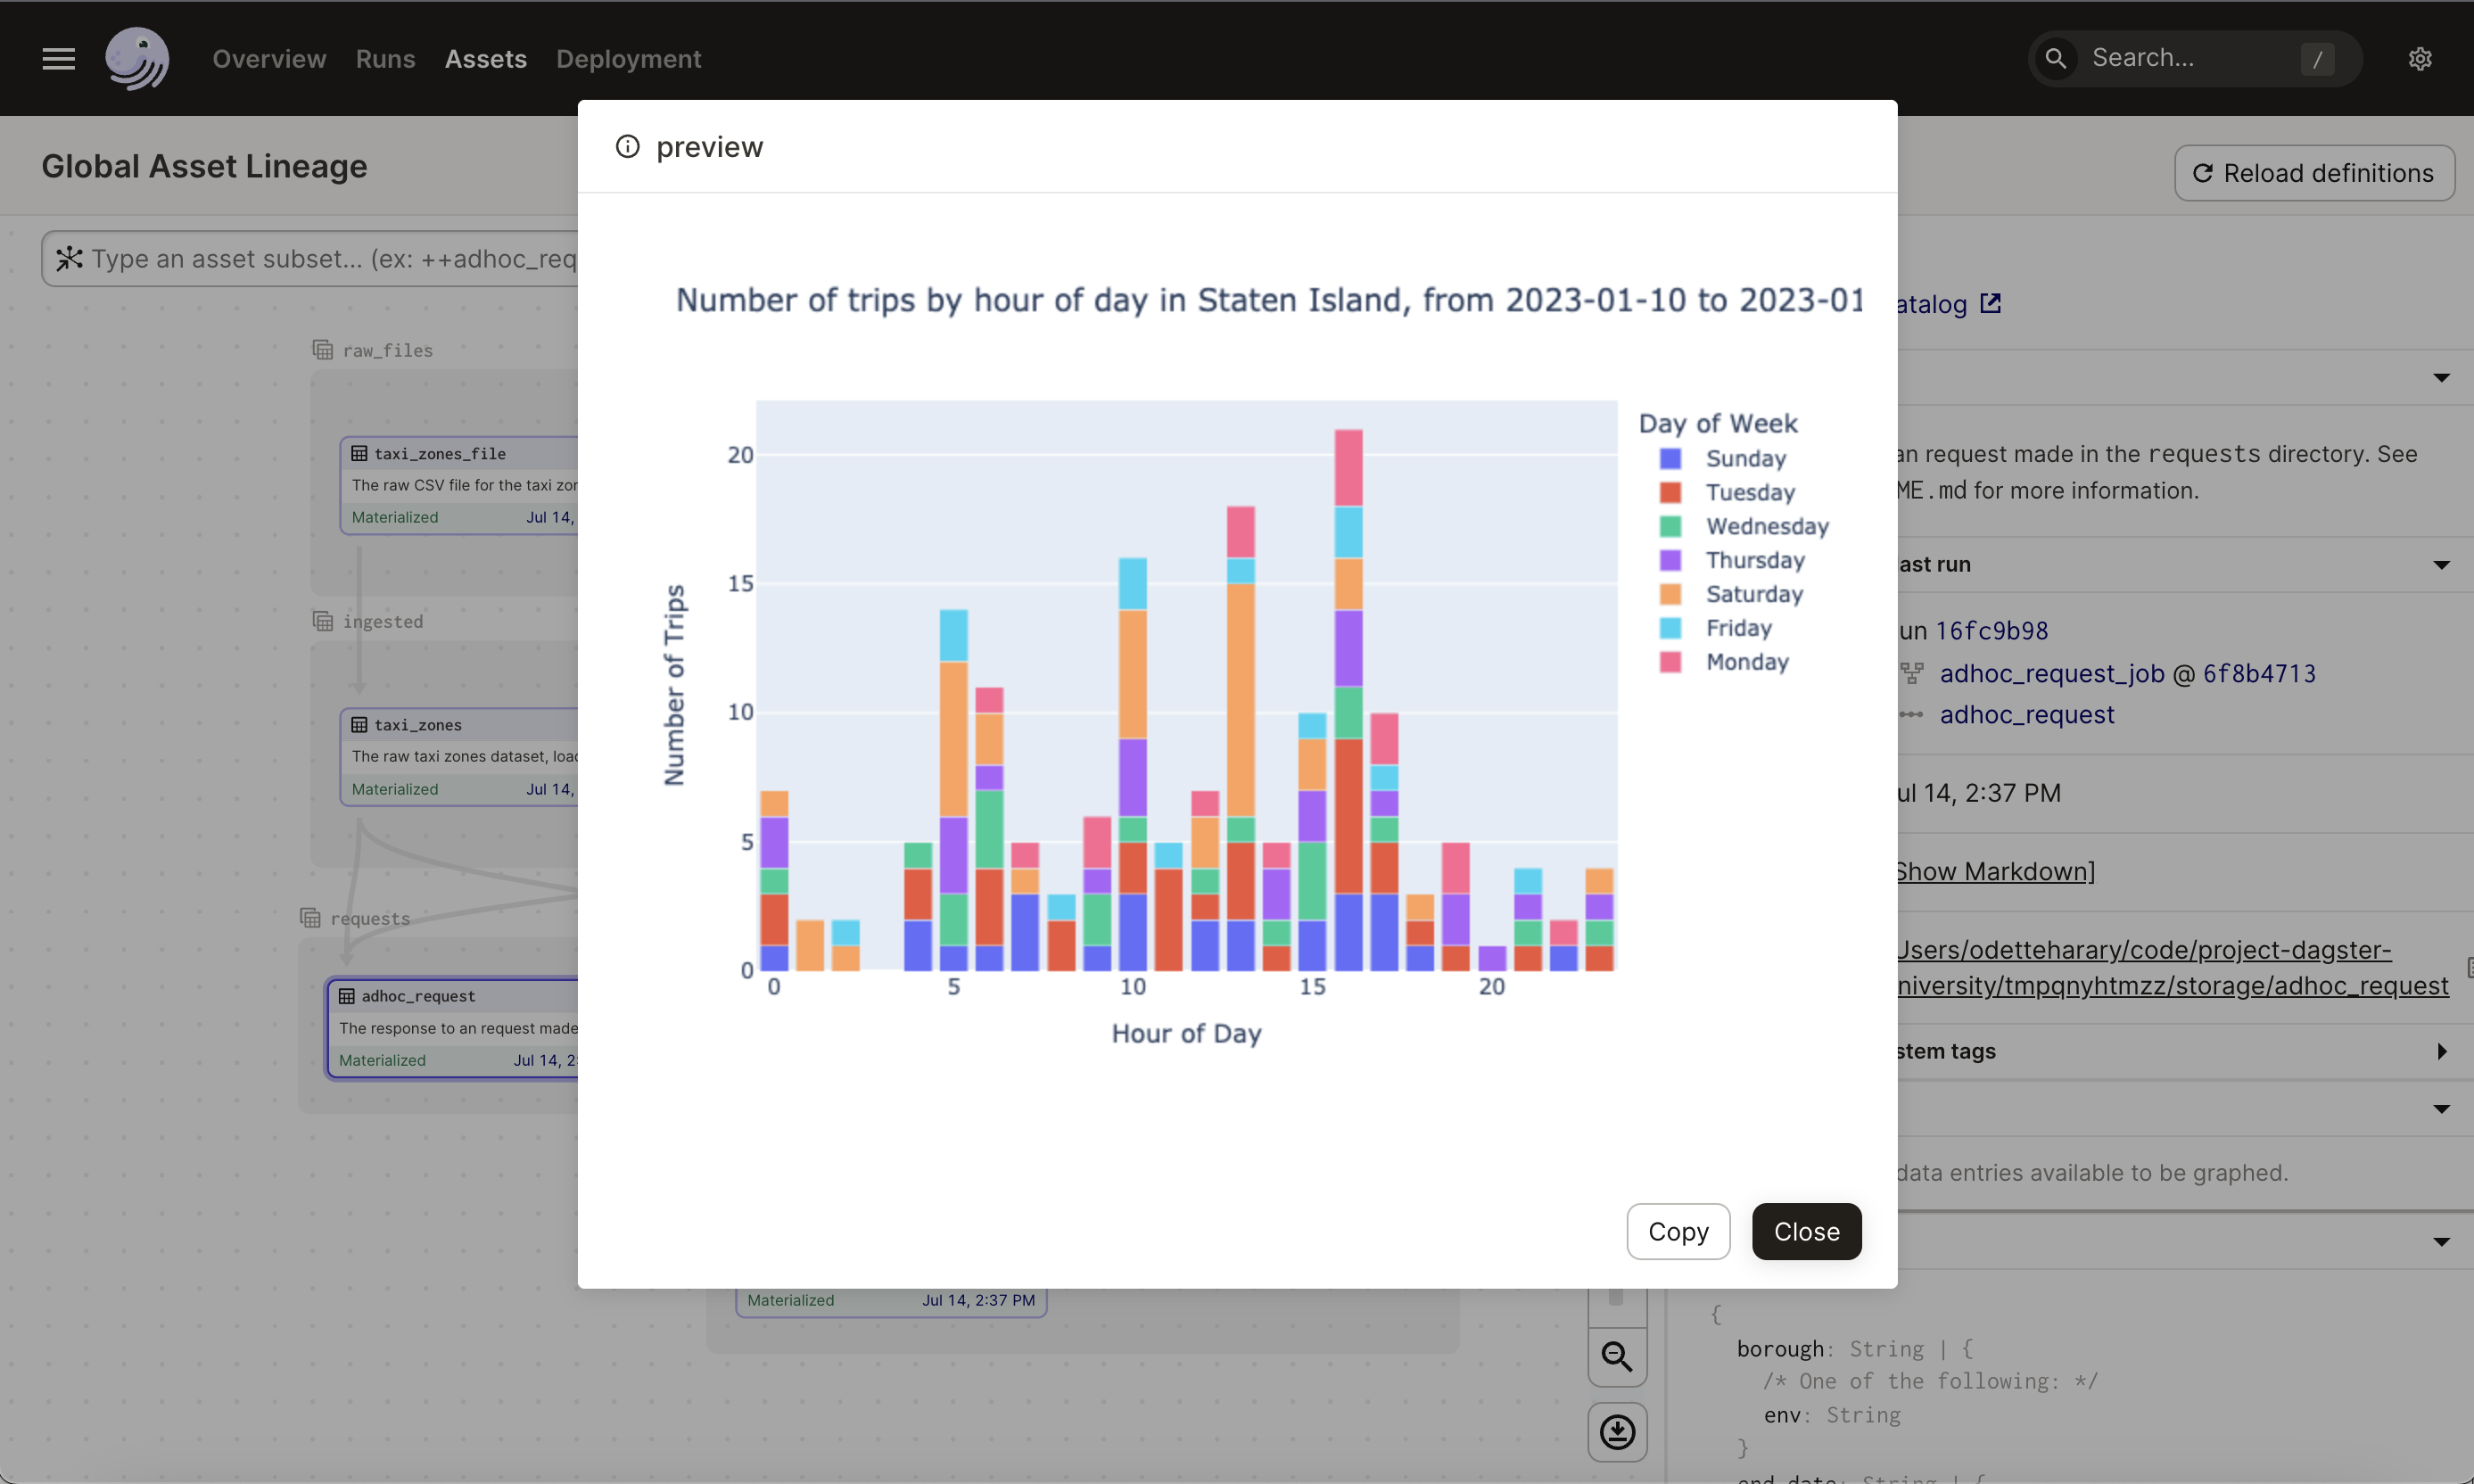 Overview Runs Assets Deployment
Search... /
Global Asset Lineage
Reload definitions
Type an asset subset... (ex: ++adhoc_req
raw_files
taxi_zones_file
The raw CSV file for the taxi zon
Materialized Jul 14,
ingested
taxi_zones
The raw taxi zones dataset, load
Materialized Jul 14,
requests
adhoc_request
The response to an request made
Materialized Jul 14, 2:
preview
Number of trips by hour of day in Staten Island, from 2023-01-10 to 2023-01
Number of Trips
20
15
10
5
0
0 5 10 15 20
Hour of Day
Day of Week
Sunday
Tuesday
Wednesday
Thursday
Saturday
Friday
Monday
Copy Close
Materialized Jul 14, 2:37 PM
atalog
an request made in the requests directory. See
ME.md for more information.
ast run
un 16fc9b98
adhoc_request_job @ 6f8b4713
adhoc_request
ul 14, 2:37 PM
Show Markdown]
Users/odetteharary/code/project-dagster-
niversity/tmpqnyhtmzz/storage/adhoc_request
stem tags
data entries available to be graphed.
{
borough: String | {
/* One of the following: */
env: String
}
end_date: String | {